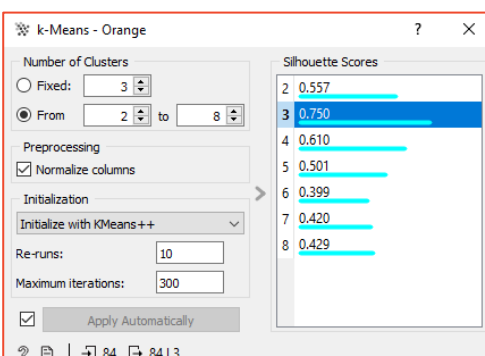 k-Means - Orange ? ×
Number of Clusters
Fixed: 3
From 2 to 8
Preprocessing
Normalize columns
Initialization
Initialize with KMeans++
Re-runs: 10
Maximum iterations: 300
Apply Automatically
? 84 84 | 3
Silhouette Scores
2 0.557
3 0.750
4 0.610
5 0.501
6 0.399
7 0.420
8 0.429